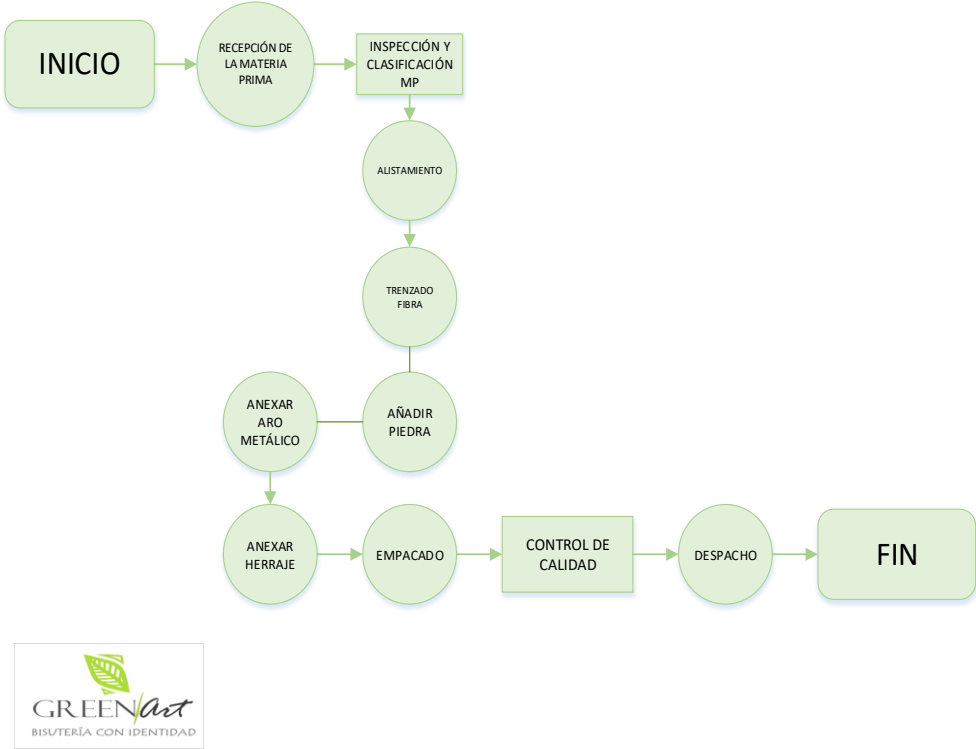 INICIO
RECEPCIÓN DE
LA MATERIA
PRIMA
INSPECCIÓN Y
CLASIFICACIÓN
MP
ALISTAMIENTO
TRENZADO
FIBRA
AÑADIR
PIEDRA
ANEXAR
ARO
METÁLICO
ANEXAR
HERRAJE
EMPACADO
CONTROL DE
CALIDAD
DESPACHO
FIN
GREEN Art
BISUTERÍA CON IDENTIDAD